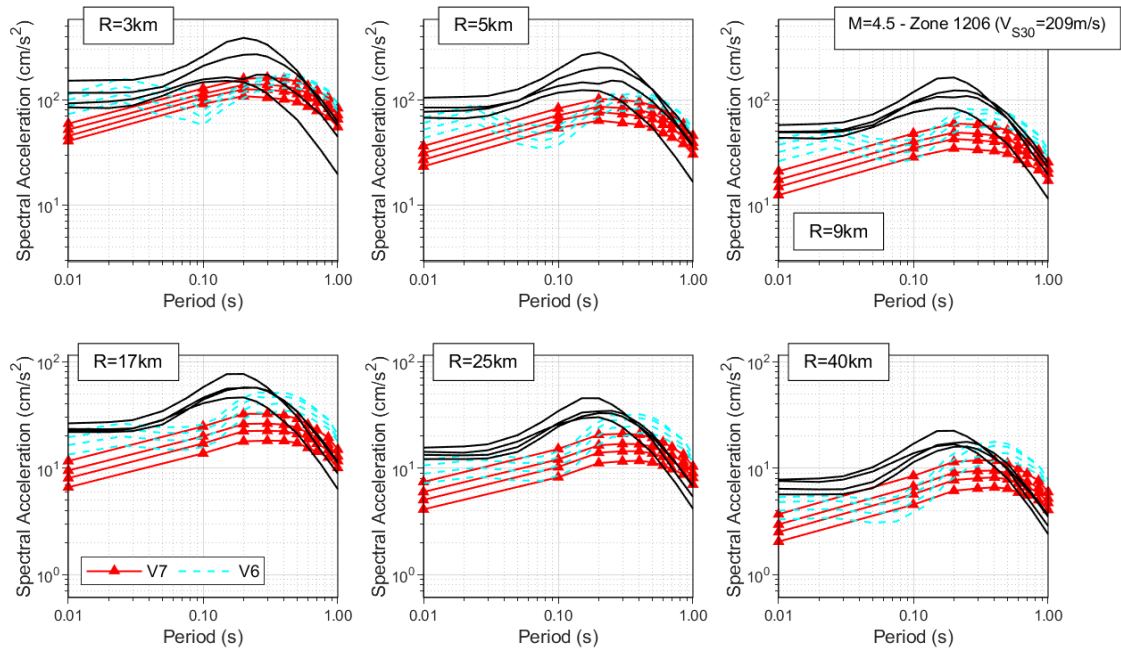 R=3km
R=5km
M=4.5 - Zone 1206 (V_S30=209m/s)
R=9km
Spectral Acceleration (cm/s²)
10²
10¹
0.01
0.10
1.00
Period (s)
Spectral Acceleration (cm/s²)
10²
10¹
0.01
0.10
1.00
Period (s)
Spectral Acceleration (cm/s²)
10²
10¹
0.01
0.10
1.00
Period (s)
R=17km
R=25km
R=40km
Spectral Acceleration (cm/s²)
10²
10¹
10⁰
V7
V6
0.01
0.10
1.00
Period (s)
Spectral Acceleration (cm/s²)
10²
10¹
10⁰
0.01
0.10
1.00
Period (s)
Spectral Acceleration (cm/s²)
10²
10¹
10⁰
0.01
0.10
1.00
Period (s)